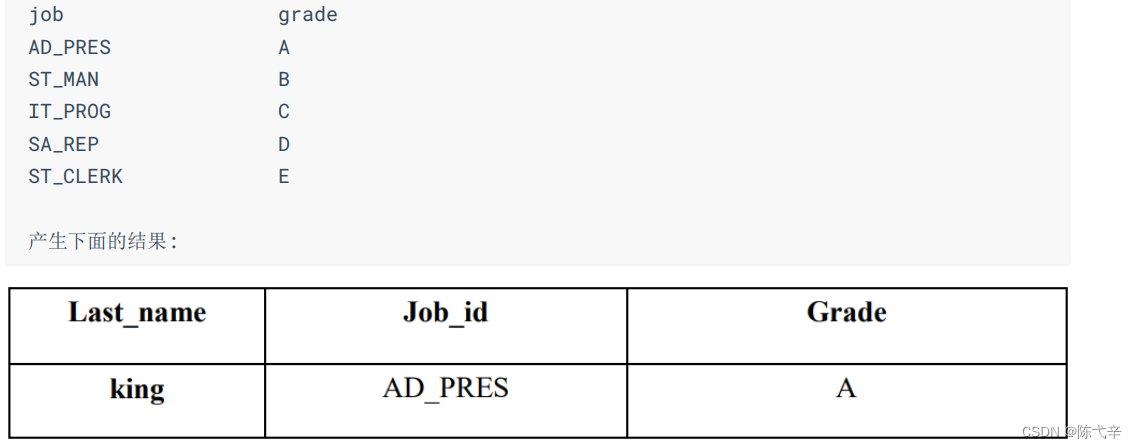 job grade
AD_PRES A
ST_MAN B
IT_PROG C
SA_REP D
ST_CLERK E
产生下面的结果:
Last_name Job_id Grade
king AD_PRES A
CSDN @陈弋辛